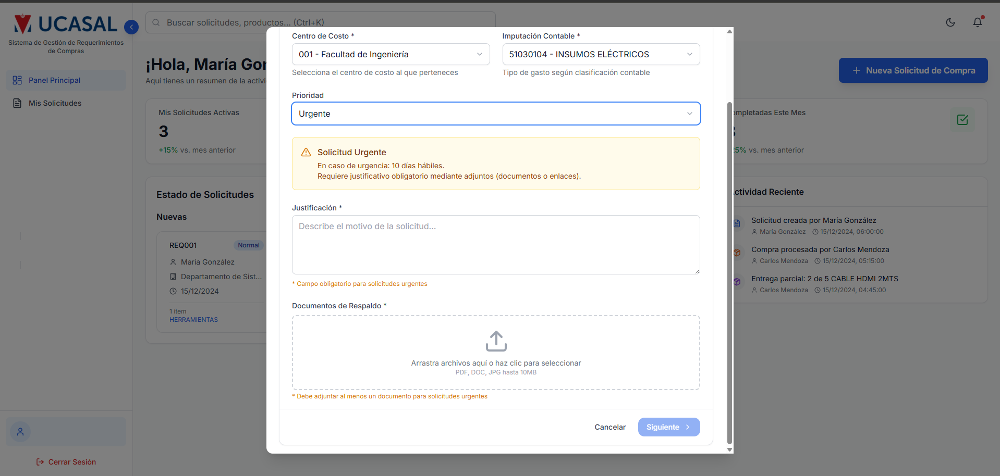 UCASAL
Sistema de Gestión de Requerimientos
de Compras
Panel Principal
Mis Solicitudes
Cerrar Sesión
Buscar solicitudes, productos... (Ctrl+K)
¡Hola, María Gon
Aquí tienes un resumen de la activi
Nueva Solicitud de Compra
Mis Solicitudes Activas
3
+15% vs. mes anterior
Estado de Solicitudes
Nuevas
REQ001
Normal
María González
Departamento de Sist...
15/12/2024
1 ítem
HERRAMIENTAS
Centro de Costo *
001 - Facultad de Ingeniería
Selecciona el centro de costo al que perteneces
Imputación Contable *
51030104 - INSUMOS ELÉCTRICOS
Tipo de gasto según clasificación contable
Prioridad
Urgente
Solicitud Urgente
En caso de urgencia: 10 días hábiles.
Requiere justificativo obligatorio mediante adjuntos (documentos o enlaces).
Justificación *
Describe el motivo de la solicitud...
* Campo obligatorio para solicitudes urgentes
Documentos de Respaldo *
Arrastra archivos aquí o haz clic para seleccionar
PDF, DOC, JPG hasta 10MB
* Debe adjuntar al menos un documento para solicitudes urgentes
Cancelar
Siguiente
ompletadas Este Mes
5% vs. mes anterior
ctividad Reciente
Solicitud creada por María González
María González 15/12/2024, 06:00:00
Compra procesada por Carlos Mendoza
Carlos Mendoza 15/12/2024, 05:15:00
Entrega parcial: 2 de 5 CABLE HDMI 2MTS
Carlos Mendoza 15/12/2024, 04:45:00